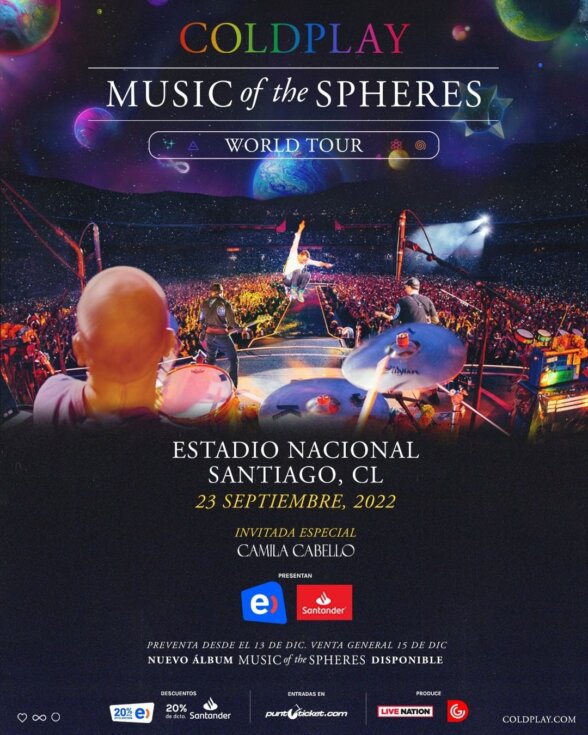 COLDPLAY
MUSIC of the SPHERES
WORLD TOUR
Zildjian
ESTADIO NACIONAL
SANTIAGO, CL
23 SEPTIEMBRE, 2022
INVITADA ESPECIAL
CAMILA CABELLO
PRESENTAN
e) Santander
PREVENTA DESDE EL 13 DE DIC. VENTA GENERAL 15 DE DIC
NUEVO ÁLBUM MUSIC of the SPHERES DISPONIBLE
DESCUENTOS
20% e)
20% de dcto. Santander
ENTRADAS EN
puntoticket.com
PRODUCE
LIVE NATION G
COLDPLAY.COM